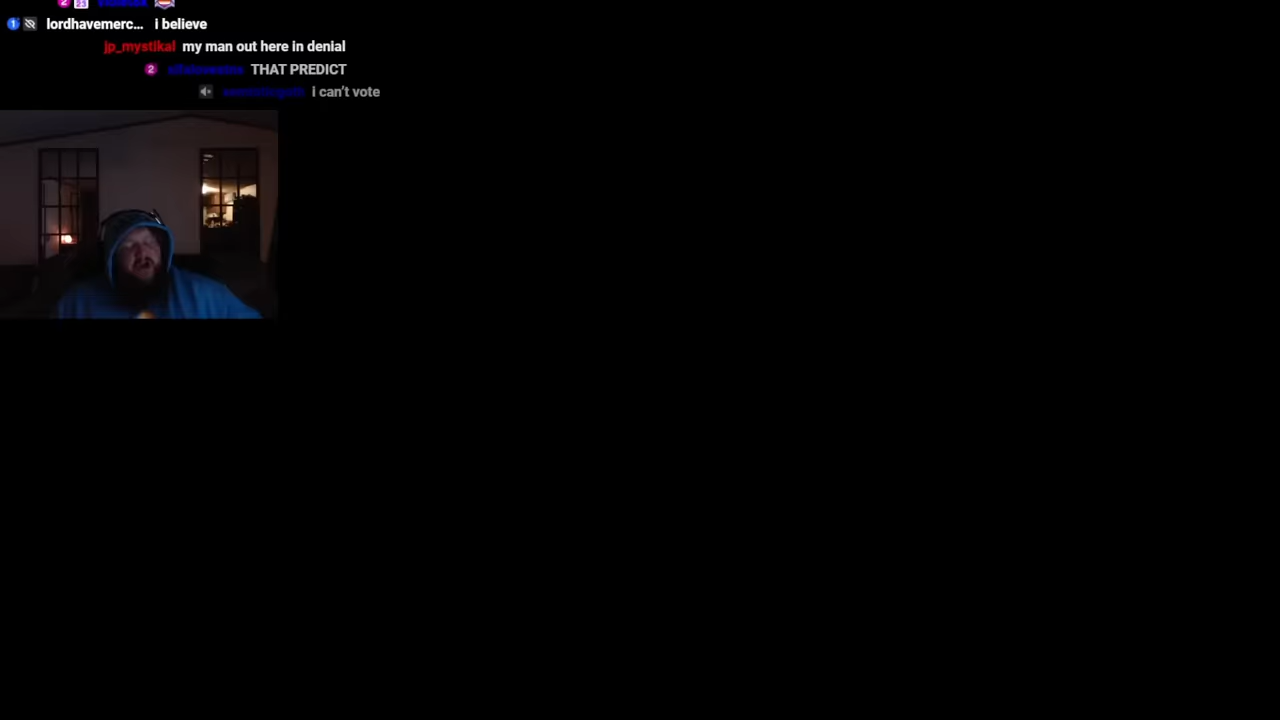 lordhavemerc... i believe
jp_mystikal my man out here in denial
THAT PREDICT
i can't vote